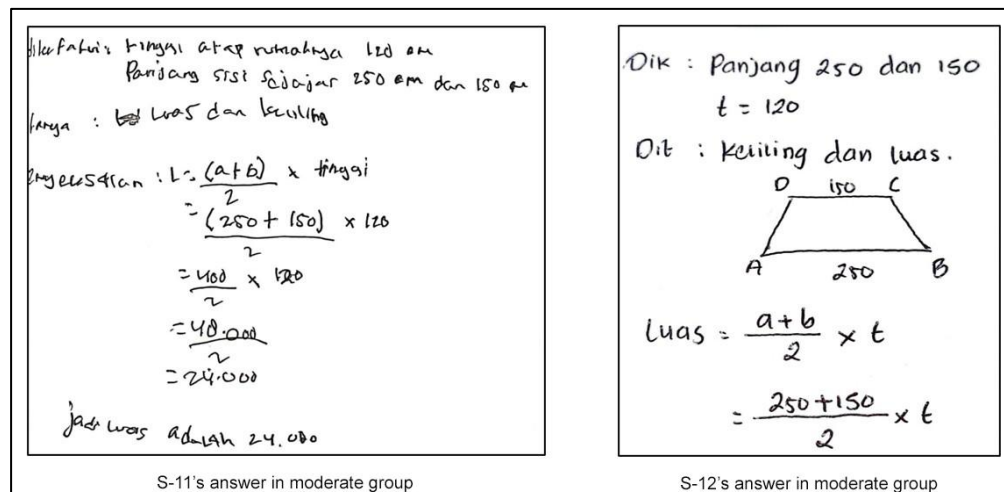 diketahui: tinggi atap rumahnya 120 cm
Panjang sisi sejajar 250 cm dan 150 cm
tanya : luas dan keliling
Penyelesaian : L = (a+b) / 2 x tinggi
= (250 + 150) / 2 x 120
= 400 / 2 x 120
= 48.000 / 2
= 24.000
jadi luas adalah 24.000
S-11's answer in moderate group
Dik : Panjang 250 dan 150
t = 120
Dit : Keliling dan luas.
D 150 C
A 250 B
Luas = a+b / 2 x t
= 250+150 / 2 x t
S-12's answer in moderate group